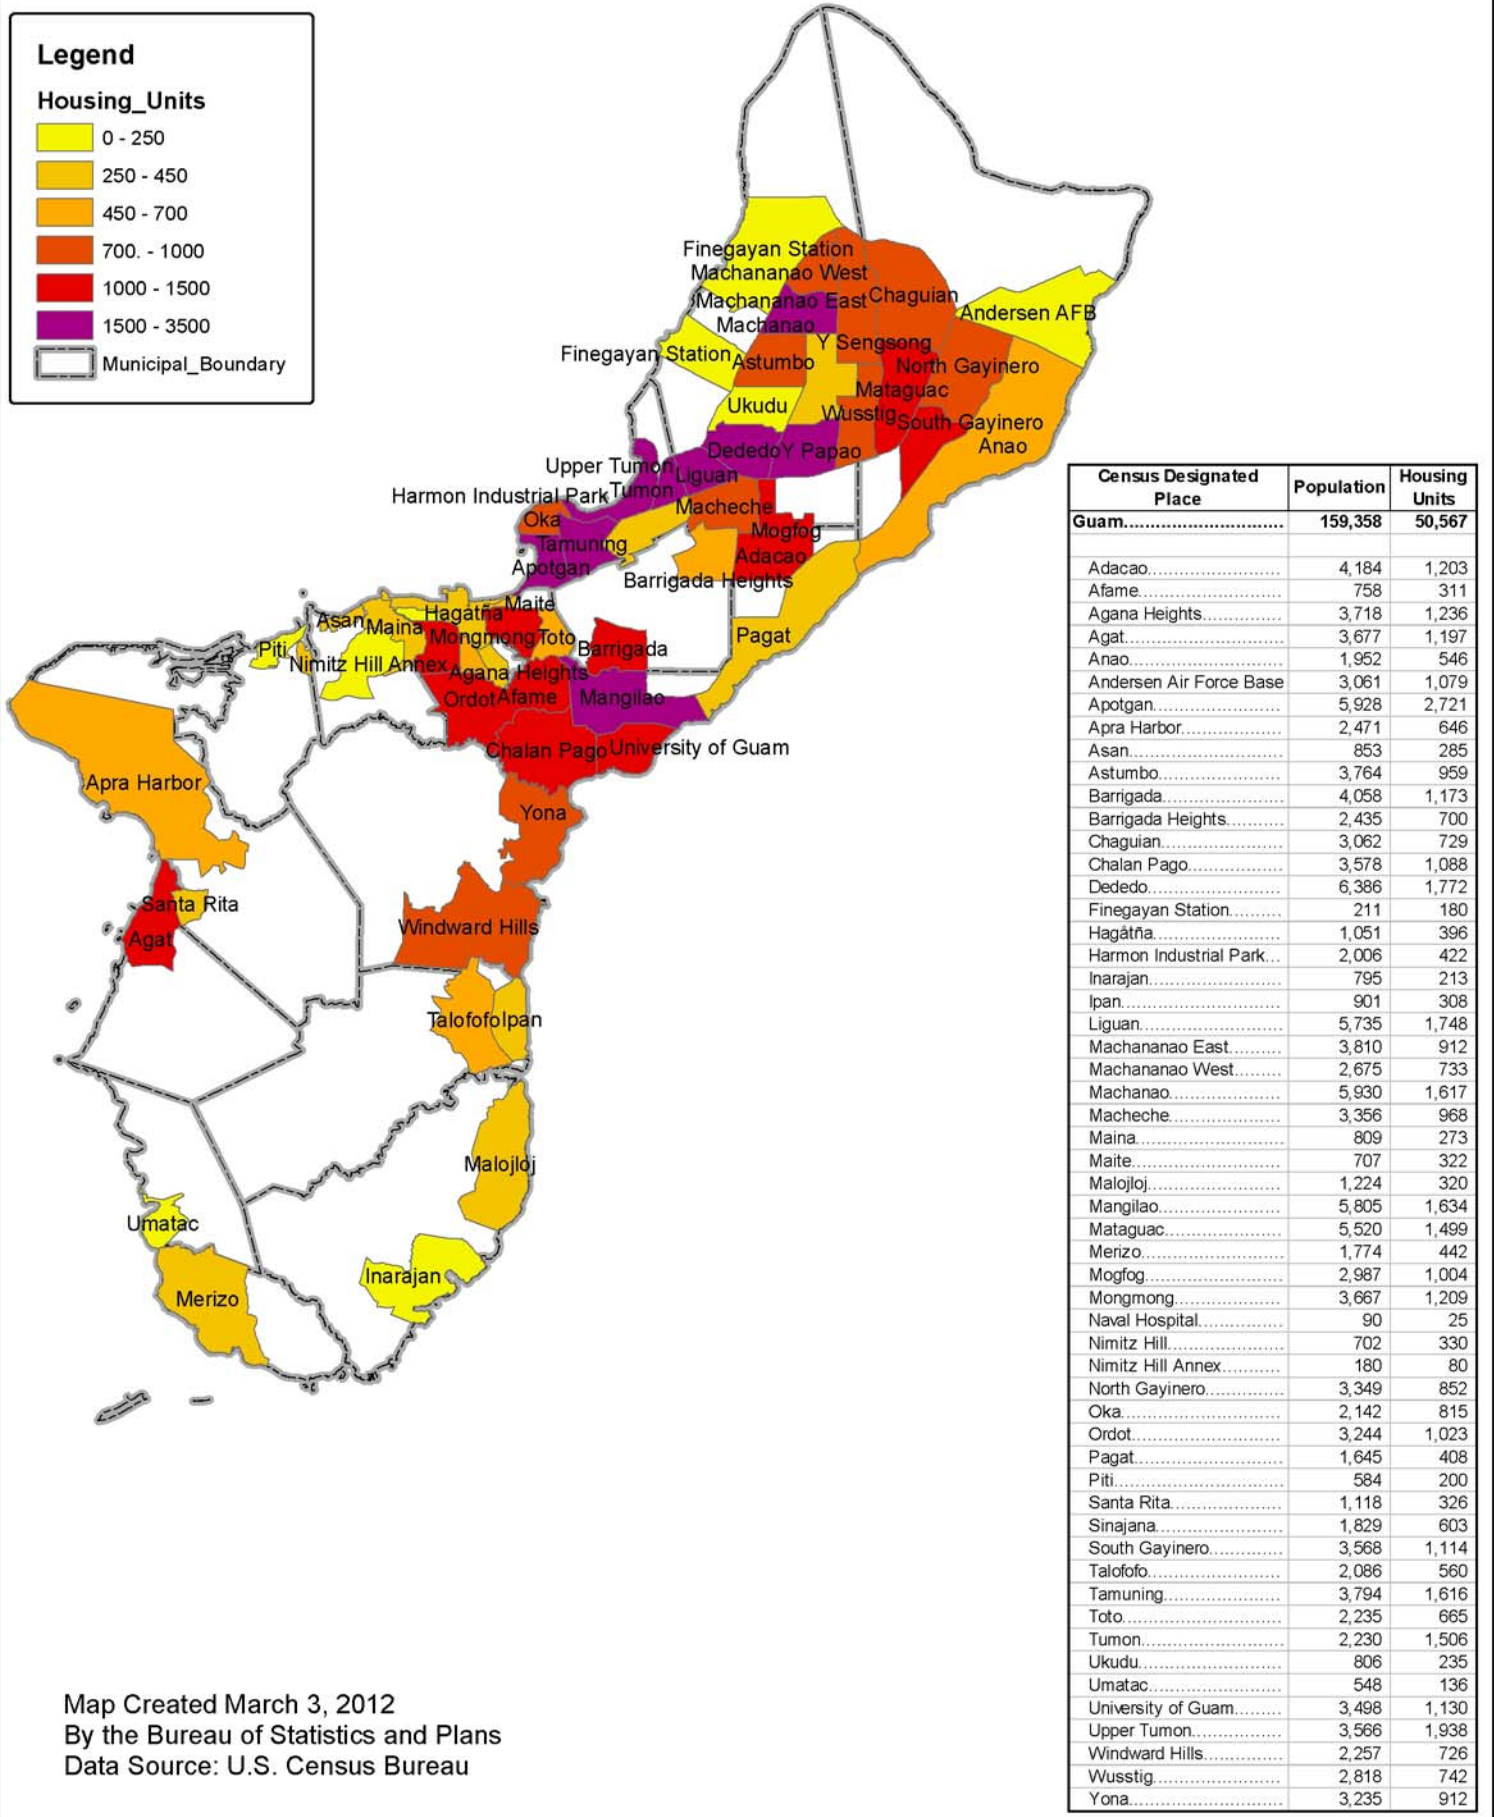 Legend
Housing_Units
0 - 250
250 - 450
450 - 700
700. - 1000
1000 - 1500
1500 - 3500
Municipal_Boundary
Finegayan Station
Machananao West
Machananao East
Chaguian
Andersen AFB
Machanao
Y Sengsong
Finegayan Station
Astumbo
North Gayinero
Mataguac
Ukudu
Wusstig
South Gayinero
Anao
Dededo
Y Papao
Upper Tumon
Liguan
Harmon Industrial Park
Tumon
Macheche
Oka
Mogfog
Tamuning
Adacao
Apotgan
Barrigada Heights
Maite
Hagåtña
Asan
Maina
Mongmong
Toto
Pagat
Piti
Barrigada
Nimitz Hill Annex
Agana Heights
Ordot
Afame
Mangilao
Chalan Pago
University of Guam
Apra Harbor
Yona
Santa Rita
Windward Hills
Agat
Talofofo
Ipan
Malojloj
Umatac
Inarajan
Merizo
Census Designated Place Population Housing Units
Guam 159,358 50,567
Adacao 4,184 1,203
Afame 758 311
Agana Heights 3,718 1,236
Agat 3,677 1,197
Anao 1,952 546
Andersen Air Force Base 3,061 1,079
Apotgan 5,928 2,721
Apra Harbor 2,471 646
Asan 853 285
Astumbo 3,764 959
Barrigada 4,058 1,173
Barrigada Heights 2,435 700
Chaguian 3,062 729
Chalan Pago 3,578 1,088
Dededo 6,386 1,772
Finegayan Station 211 180
Hagåtña 1,051 396
Harmon Industrial Park 2,006 422
Inarajan 795 213
Ipan 901 308
Liguan 5,735 1,748
Machananao East 3,810 912
Machananao West 2,675 733
Machanao 5,930 1,617
Macheche 3,356 968
Maina 809 273
Maite 707 322
Malojloj 1,224 320
Mangilao 5,805 1,634
Mataguac 5,520 1,499
Merizo 1,774 442
Mogfog 2,987 1,004
Mongmong 3,667 1,209
Naval Hospital 90 25
Nimitz Hill 702 330
Nimitz Hill Annex 180 80
North Gayinero 3,349 852
Oka 2,142 815
Ordot 3,244 1,023
Pagat 1,645 408
Piti 584 200
Santa Rita 1,118 326
Sinajana 1,829 603
South Gayinero 3,568 1,114
Talofofo 2,086 560
Tamuning 3,794 1,616
Toto 2,235 665
Tumon 2,230 1,506
Ukudu 806 235
Umatac 548 136
University of Guam 3,498 1,130
Upper Tumon 3,566 1,938
Windward Hills 2,257 726
Wusstig 2,818 742
Yona 3,235 912
Map Created March 3, 2012
By the Bureau of Statistics and Plans
Data Source: U.S. Census Bureau